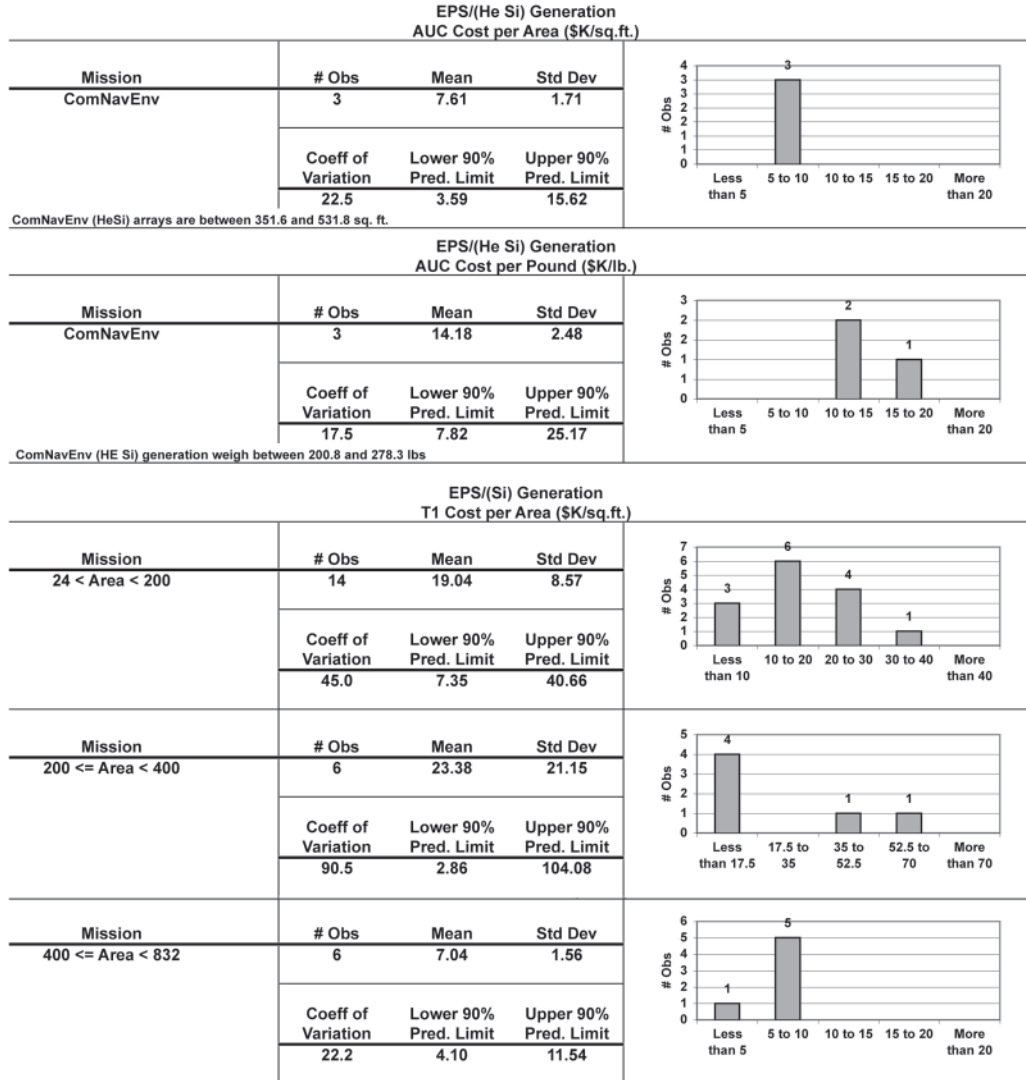 EPS/(He Si) Generation
AUC Cost per Area ($K/sq.ft.)
Mission # Obs Mean Std Dev
ComNavEnv 3 7.61 1.71
Coeff of Lower 90% Upper 90%
Variation Pred. Limit Pred. Limit
22.5 3.59 15.62
ComNavEnv (HeSi) arrays are between 351.6 and 531.8 sq. ft.
# Obs
4
3
3
2
2
1
1
0
3
Less 5 to 10 10 to 15 15 to 20 More
than 5 than 20
EPS/(He Si) Generation
AUC Cost per Pound ($K/lb.)
Mission # Obs Mean Std Dev
ComNavEnv 3 14.18 2.48
Coeff of Lower 90% Upper 90%
Variation Pred. Limit Pred. Limit
17.5 7.82 25.17
ComNavEnv (HE Si) generation weigh between 200.8 and 278.3 lbs
# Obs
3
2
2
1
1
0
2
1
Less 5 to 10 10 to 15 15 to 20 More
than 5 than 20
EPS/(Si) Generation
T1 Cost per Area ($K/sq.ft.)
Mission # Obs Mean Std Dev
24 < Area < 200 14 19.04 8.57
Coeff of Lower 90% Upper 90%
Variation Pred. Limit Pred. Limit
45.0 7.35 40.66
# Obs
7
6
5
4
3
2
1
0
3
6
4
1
Less 10 to 20 20 to 30 30 to 40 More
than 10 than 40
Mission # Obs Mean Std Dev
200 <= Area < 400 6 23.38 21.15
Coeff of Lower 90% Upper 90%
Variation Pred. Limit Pred. Limit
90.5 2.86 104.08
# Obs
5
4
3
2
1
0
4
1
1
Less 17.5 to 35 to 52.5 to More
than 17.5 35 52.5 70 than 70
Mission # Obs Mean Std Dev
400 <= Area < 832 6 7.04 1.56
Coeff of Lower 90% Upper 90%
Variation Pred. Limit Pred. Limit
22.2 4.10 11.54
# Obs
6
5
4
3
2
1
0
1
5
Less 5 to 10 10 to 15 15 to 20 More
than 5 than 20